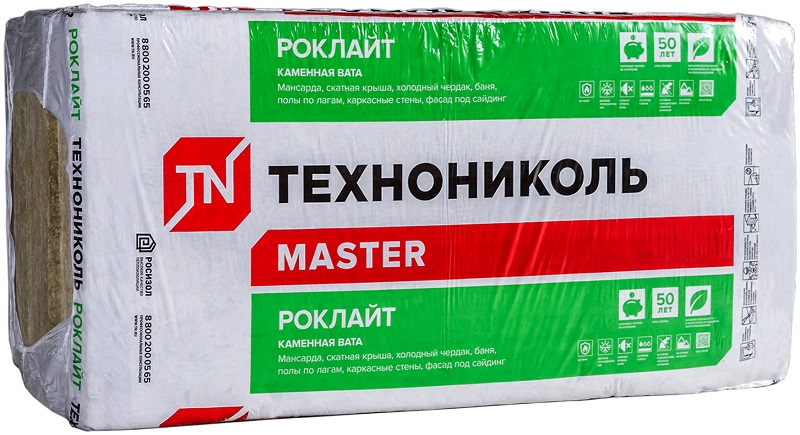 РОКЛАЙТ
КАМЕННАЯ ВАТА
Мансарда, скатная крыша, холодный чердак, баня,
полы по лагам, каркасные стены, фасад под сайдинг
50
ЛЕТ
TN
ТЕХНОНИКОЛЬ
MASTER
РОКЛАЙТ
КАМЕННАЯ ВАТА
Мансарда, скатная крыша, холодный чердак, баня,
полы по лагам, каркасные стены, фасад под сайдинг
50
ЛЕТ
РОКЛАЙТ
ТЕХНОНИКОЛЬ
РОКЛАЙТ
8 800 200 05 65
РОСИЗОЛ
8 800 200 05 65